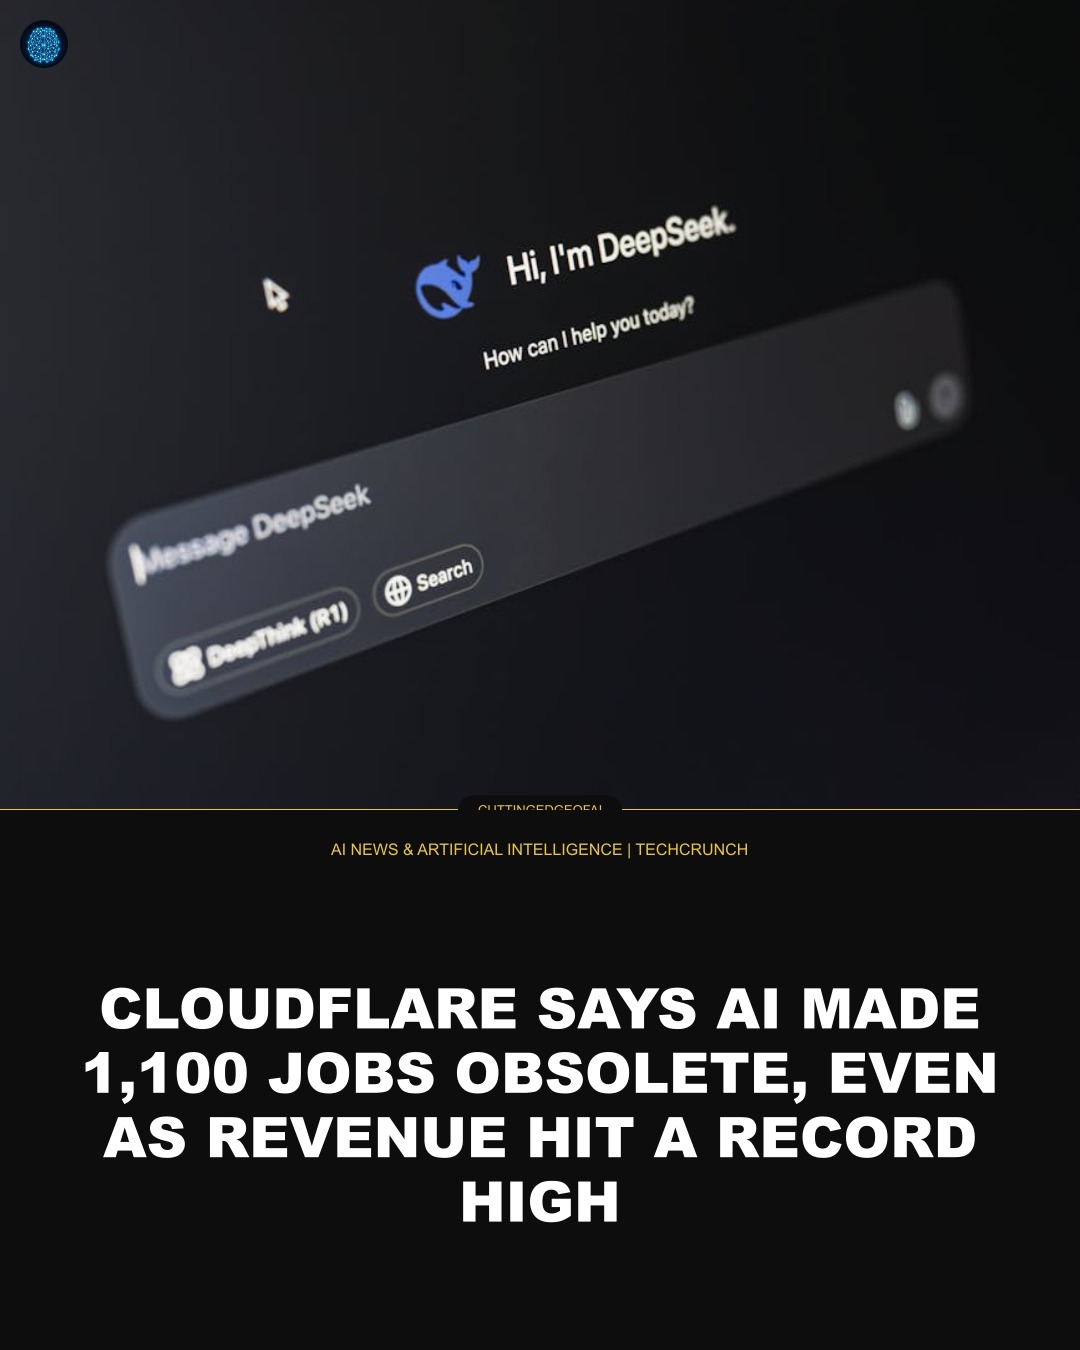 Hi, I'm DeepSeek.
How can I help you today?
Message DeepSeek
DeepThink (R1)
Search
CUTTINGEDGEOFAI
AI NEWS & ARTIFICIAL INTELLIGENCE | TECHCRUNCH
CLOUDFLARE SAYS AI MADE
1,100 JOBS OBSOLETE, EVEN
AS REVENUE HIT A RECORD
HIGH